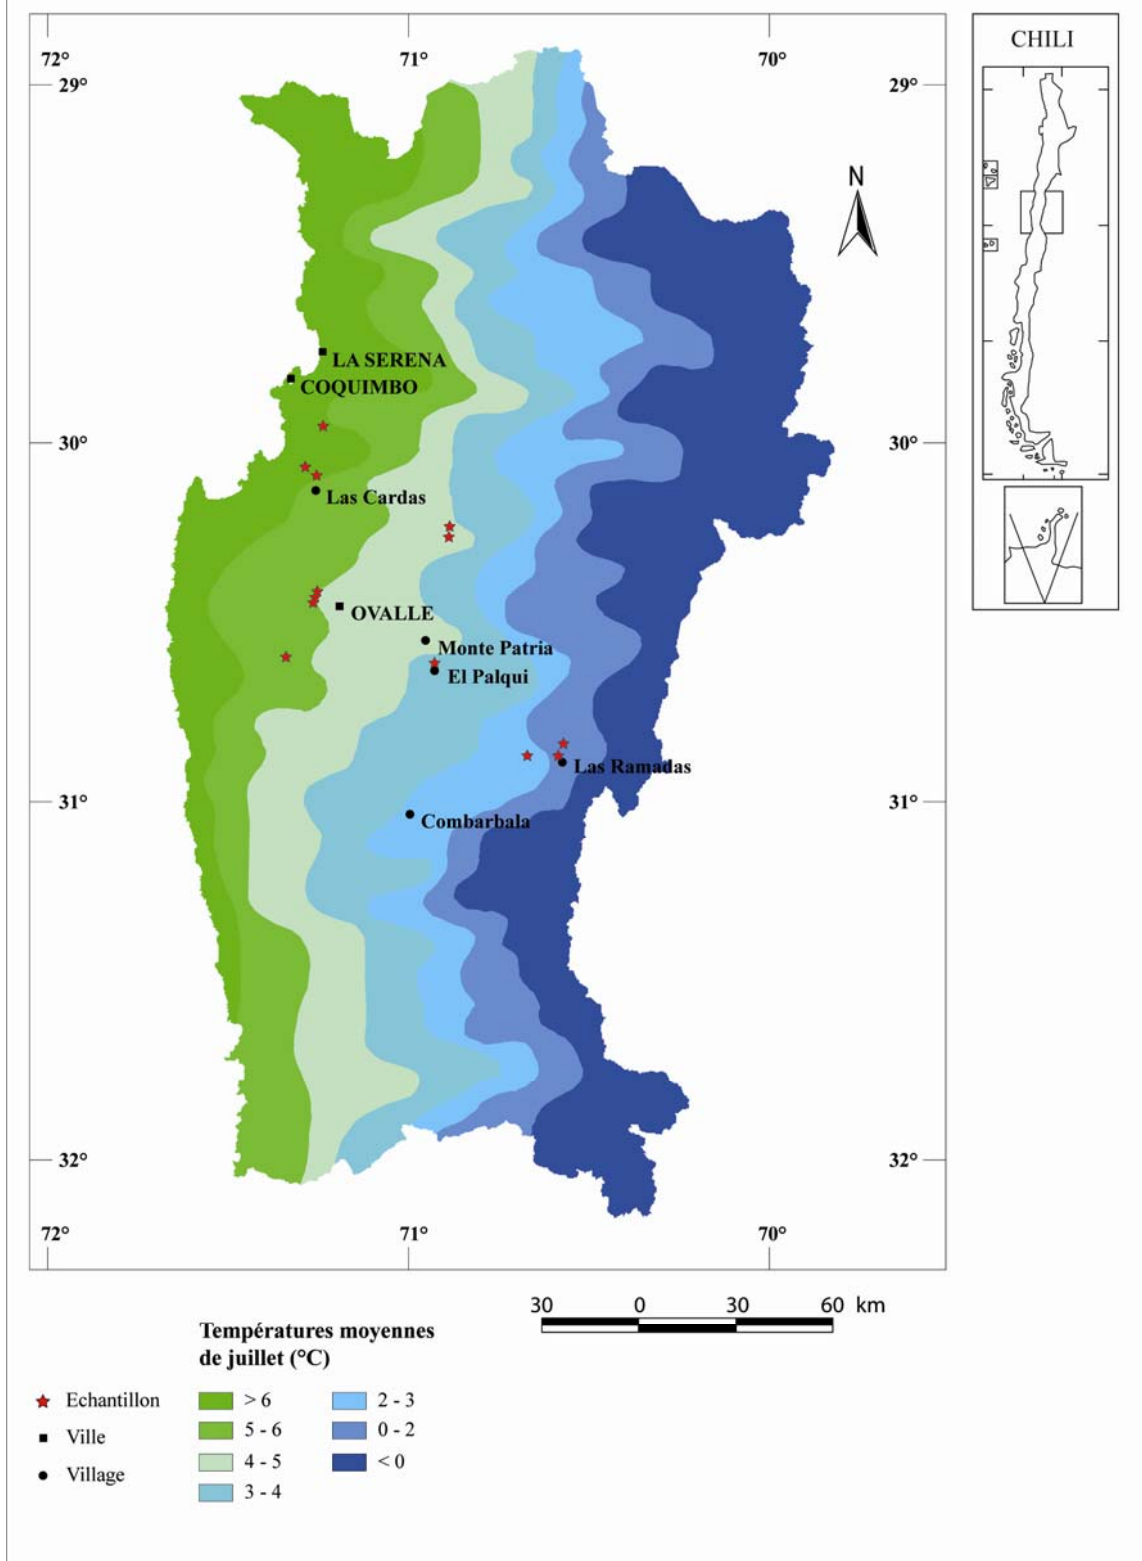 72°
71°
70°
CHILI
29°
29°
N
LA SERENA
COQUIMBO
30°
30°
Las Cardas
OVALLE
Monte Patria
El Palqui
Las Ramadas
31°
31°
Combarbala
32°
32°
72°
71°
70°
30 0 30 60 km
Températures moyennes
de juillet (°C)
Echantillon
Ville
Village
> 6
5 - 6
4 - 5
3 - 4
2 - 3
0 - 2
< 0